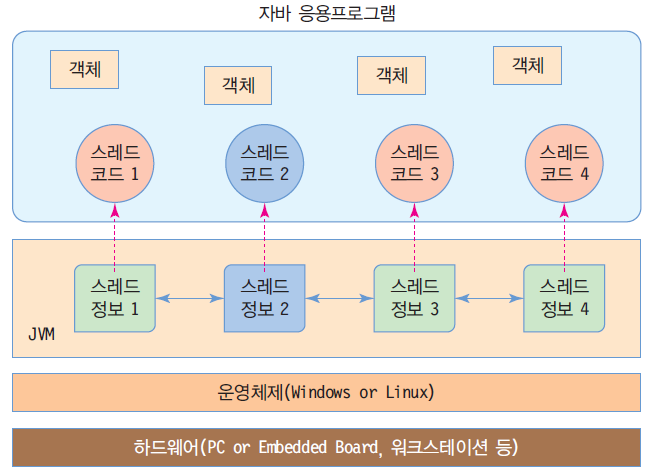 자바 응용프로그램
객체
객체
객체
객체
스레드
코드 1
스레드
코드 2
스레드
코드 3
스레드
코드 4
스레드
정보 1
스레드
정보 2
스레드
정보 3
스레드
정보 4
JVM
운영체제(Windows or Linux)
하드웨어(PC or Embedded Board, 워크스테이션 등)